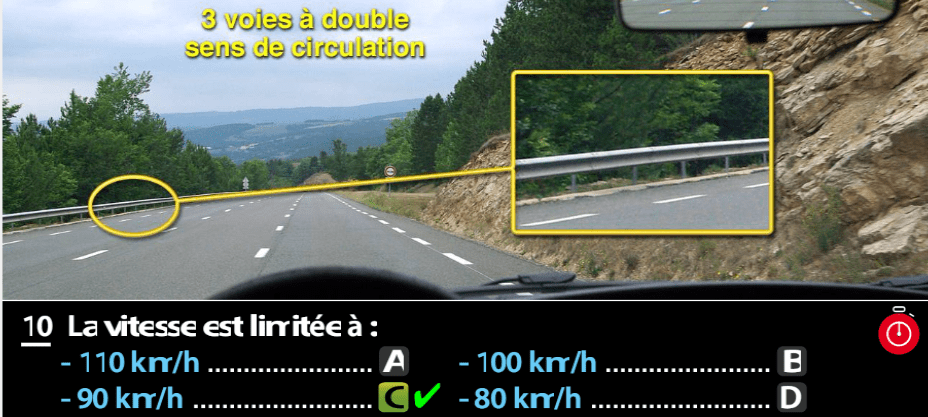 3 voies à double
sens de circulation
10 La vitesse est limitée à :
- 110 km/h ........................ A
- 100 km/h ........................ B
- 90 km/h ......................... C ✔
- 80 km/h .......................... D